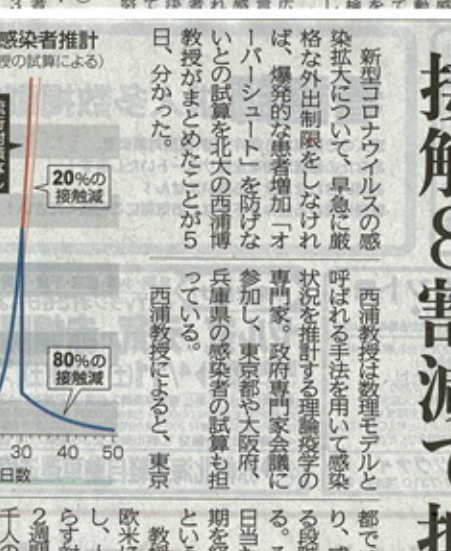 接触8割減で
新型コロナウイルスの感
染拡大について、早急に厳
格な外出制限をしなけれ
ば、爆発的な患者増加「オ
ーバーシュート」を防げな
いとの試算を北大の西浦博
教授がまとめたことが5
日、分かった。
西浦教授は数理モデルと
呼ばれる手法を用いて感染
状況を推計する理論疫学の
専門家。政府専門家会議に
参加し、東京都や大阪府、
兵庫県の感染者の試算も担
っている。
西浦教授によると、東京
感染者推計
授の試算による)
20%の
接触減
80%の
接触減
30 40 50
日数
都で
り、
る段
る。
日当た
期を
という
教授
欧米に
し、
らす対
2週間
千人の